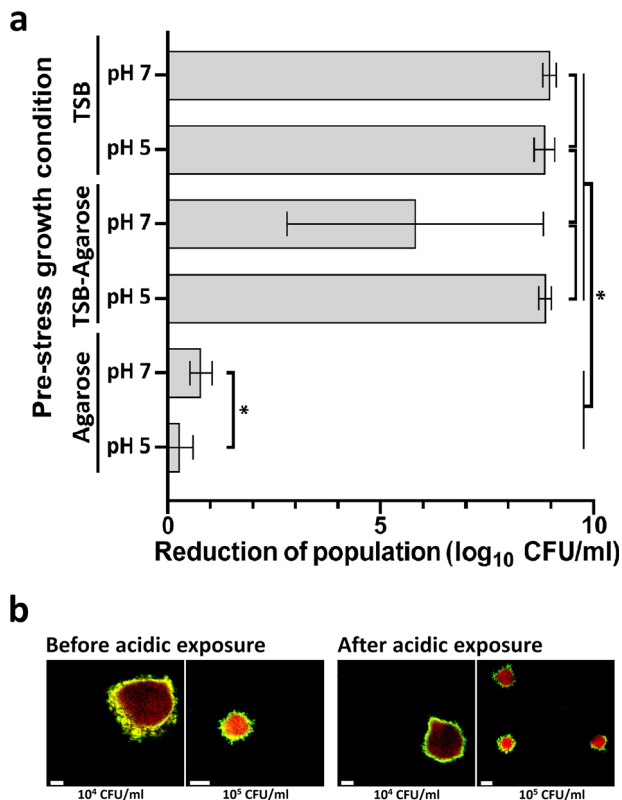 a
Pre-stress growth condition
TSB
pH 7
pH 5
TSB-Agarose
pH 7
pH 5
Agarose
pH 7
pH 5
*
*
0
5
10
Reduction of population (log10 CFU/ml)
b
Before acidic exposure
After acidic exposure
10⁴ CFU/ml
10⁵ CFU/ml
10⁴ CFU/ml
10⁵ CFU/ml